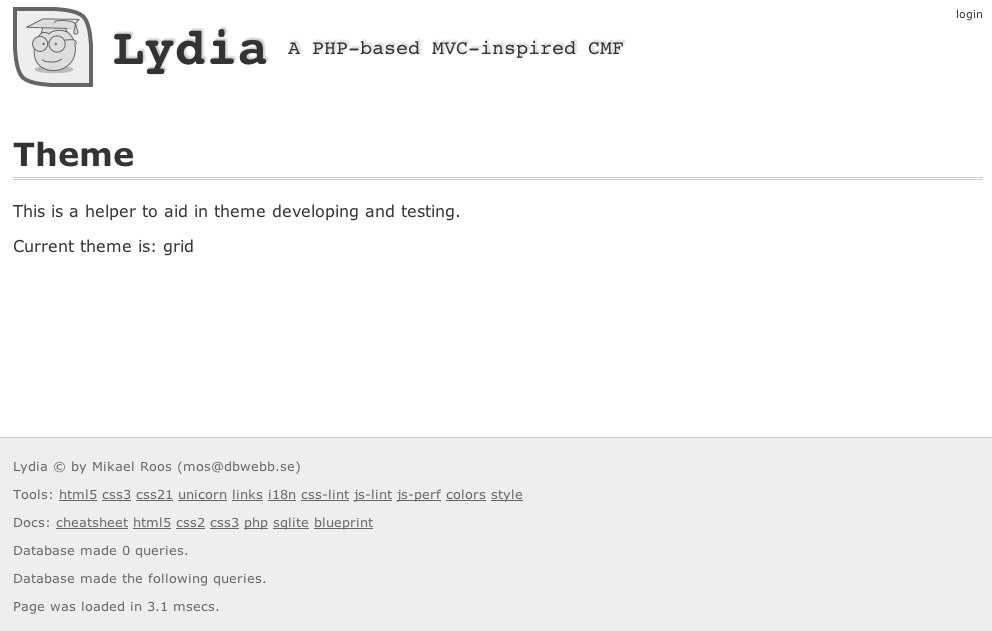 login
Lydia A PHP-based MVC-inspired CMF
Theme
This is a helper to aid in theme developing and testing.
Current theme is: grid
Lydia © by Mikael Roos (mos@dbwebb.se)
Tools: html5 css3 css21 unicorn links i18n css-lint js-lint js-perf colors style
Docs: cheatsheet html5 css2 css3 php sqlite blueprint
Database made 0 queries.
Database made the following queries.
Page was loaded in 3.1 msecs.